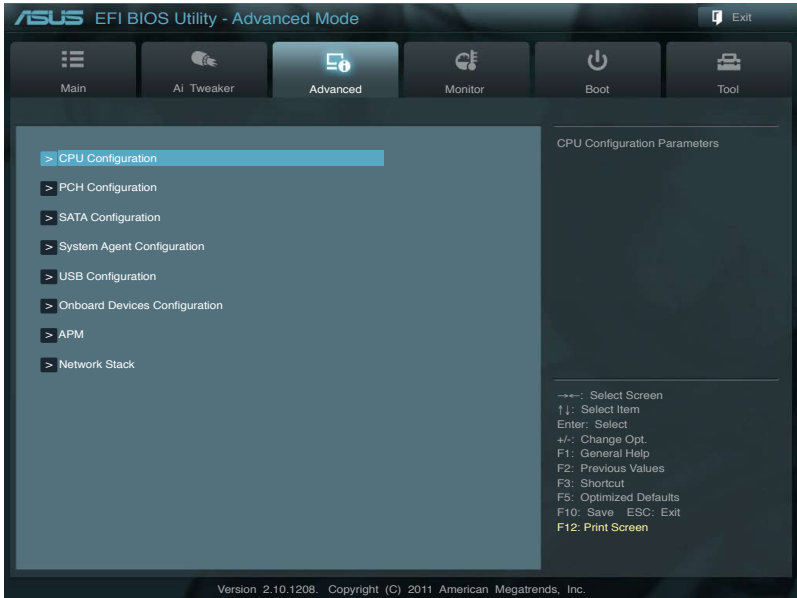 ASUS EFI BIOS Utility - Advanced Mode
Exit
Main
Ai Tweaker
Advanced
Monitor
Boot
Tool
> CPU Configuration
> PCH Configuration
> SATA Configuration
> System Agent Configuration
> USB Configuration
> Onboard Devices Configuration
> APM
> Network Stack
CPU Configuration Parameters
→←: Select Screen
↑↓: Select Item
Enter: Select
+/-: Change Opt.
F1: General Help
F2: Previous Values
F3: Shortcut
F5: Optimized Defaults
F10: Save ESC: Exit
F12: Print Screen
Version 2.10.1208. Copyright (C) 2011 American Megatrends, Inc.